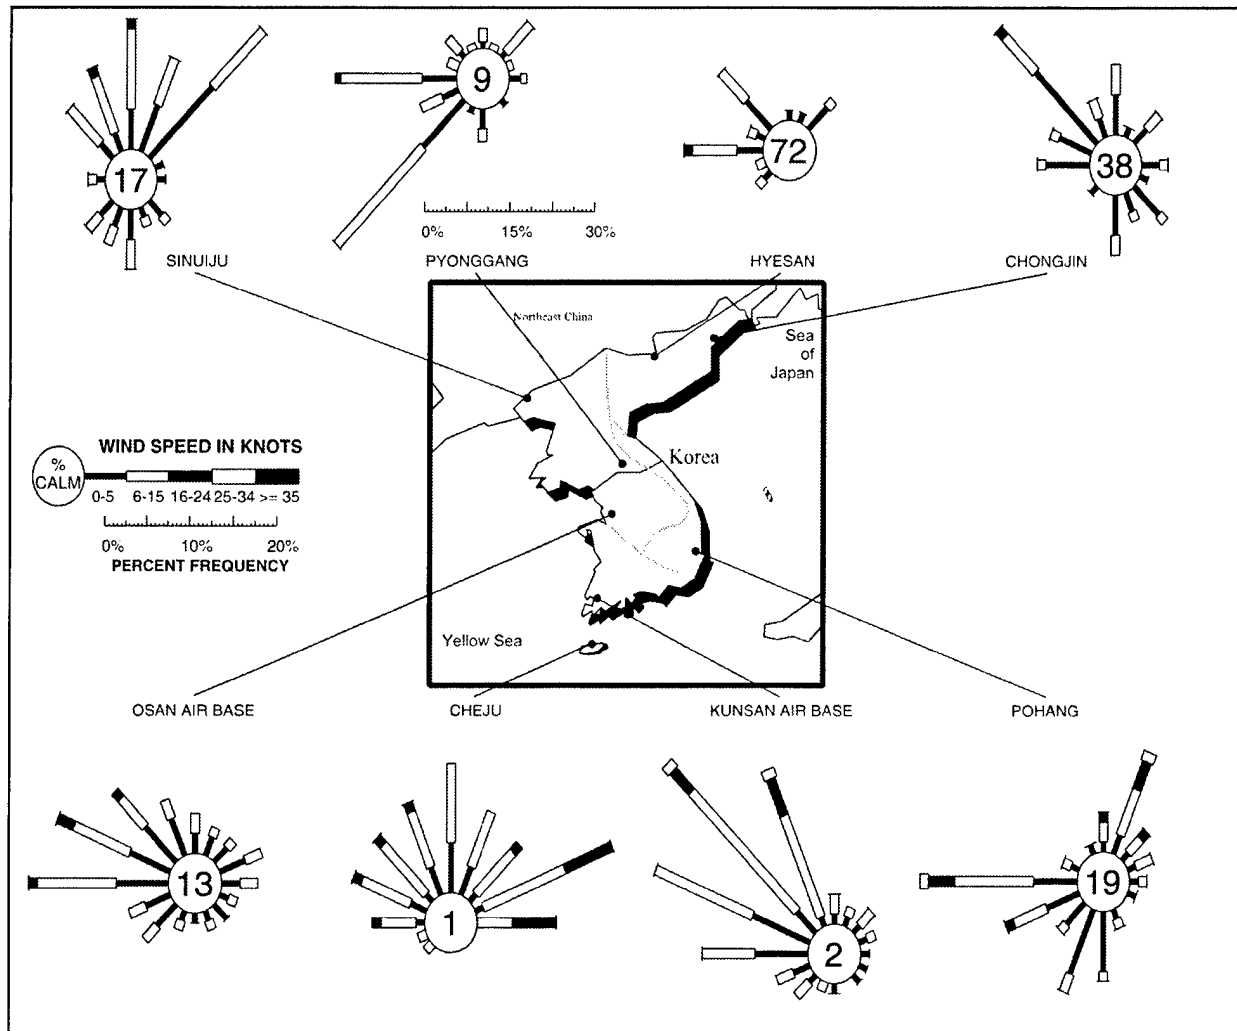 17
9
72
38
0% 15% 30%
SINUIJU PYONGGANG HYESAN CHONGJIN
Northeast China
Sea
of
Japan
WIND SPEED IN KNOTS
%
CALM
0-5 6-15 16-24 25-34 >= 35
0% 10% 20%
PERCENT FREQUENCY
Korea
Yellow Sea
OSAN AIR BASE CHEJU KUNSAN AIR BASE POHANG
13
1
2
19